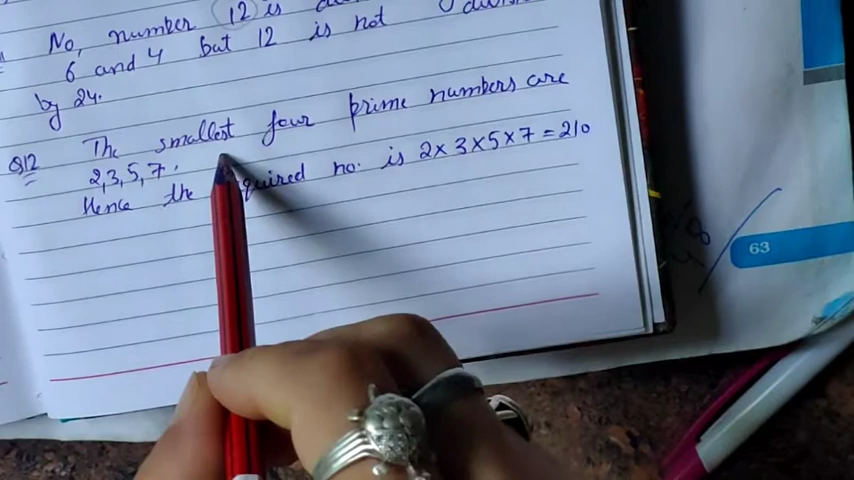 No, number 12 is
6 and 4 but 12 is not
by 24.
Q12 The smallest four prime numbers are
2,3,5,7.
Hence the required no. is 2×3×5×7=210
63